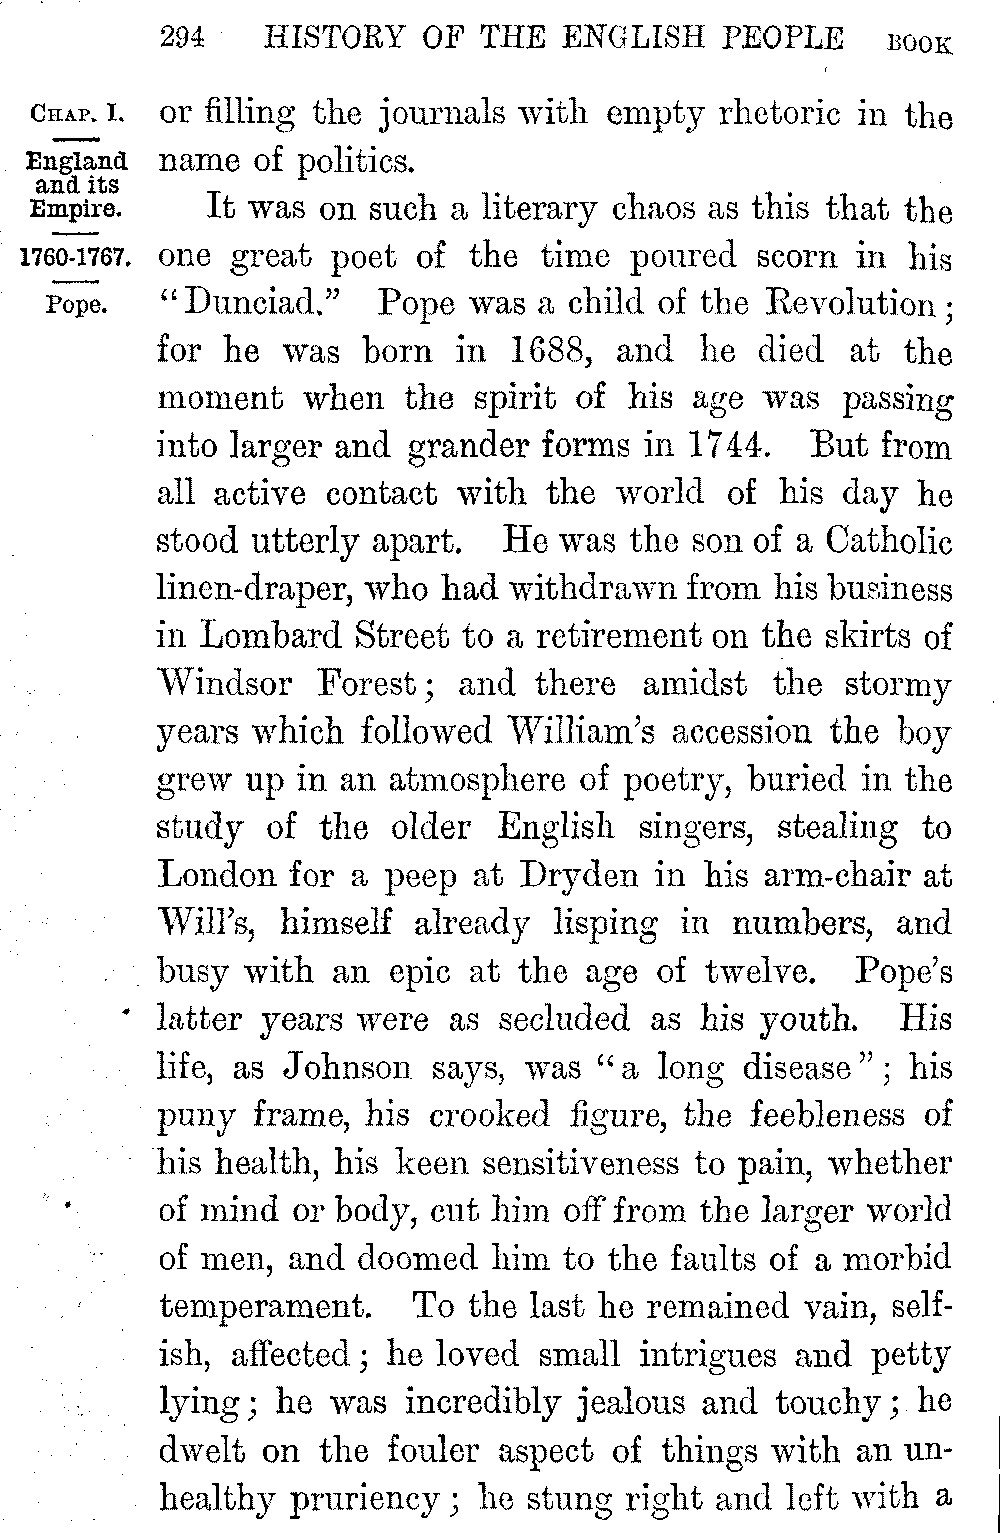 294 HISTORY OF THE ENGLISH PEOPLE BOOK
CHAP. I.
England
and its
Empire.
1760-1767.
Pope.
or filling the journals with empty rhetoric in the
name of politics.
It was on such a literary chaos as this that the
one great poet of the time poured scorn in his
“Dunciad.” Pope was a child of the Revolution;
for he was born in 1688, and he died at the
moment when the spirit of his age was passing
into larger and grander forms in 1744. But from
all active contact with the world of his day he
stood utterly apart. He was the son of a Catholic
linen-draper, who had withdrawn from his business
in Lombard Street to a retirement on the skirts of
Windsor Forest; and there amidst the stormy
years which followed William’s accession the boy
grew up in an atmosphere of poetry, buried in the
study of the older English singers, stealing to
London for a peep at Dryden in his arm-chair at
Will’s, himself already lisping in numbers, and
busy with an epic at the age of twelve. Pope’s
latter years were as secluded as his youth. His
life, as Johnson says, was “a long disease”; his
puny frame, his crooked figure, the feebleness of
his health, his keen sensitiveness to pain, whether
of mind or body, cut him off from the larger world
of men, and doomed him to the faults of a morbid
temperament. To the last he remained vain, self-
ish, affected; he loved small intrigues and petty
lying; he was incredibly jealous and touchy; he
dwelt on the fouler aspect of things with an un-
healthy pruriency; he stung right and left with a